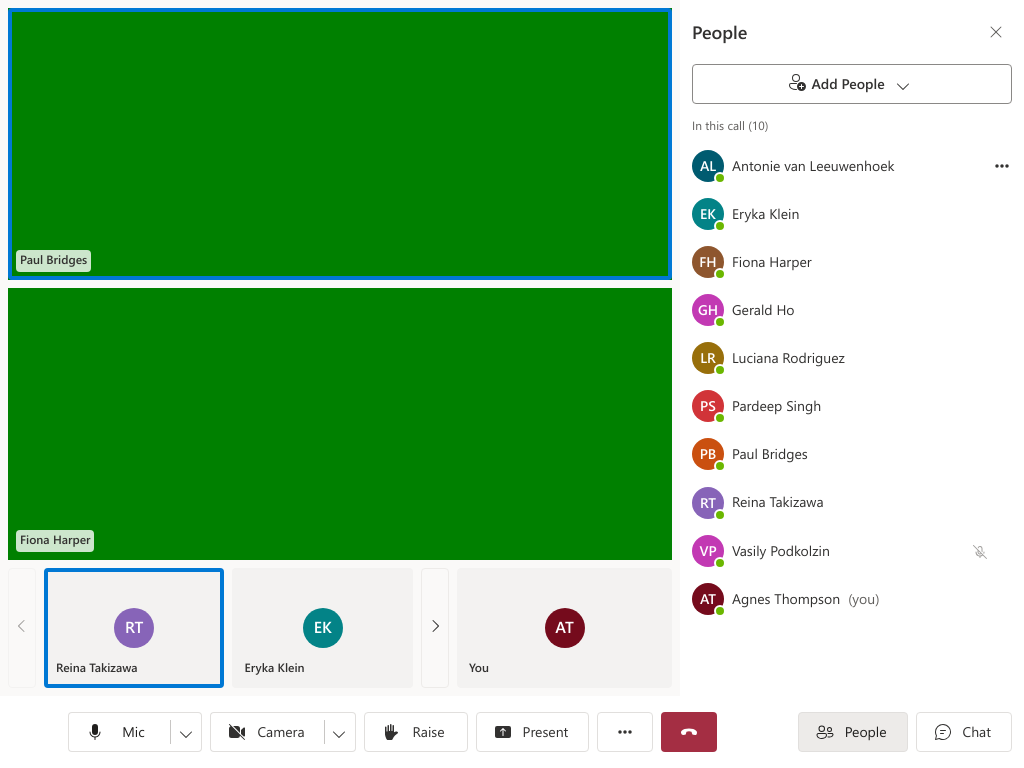 Paul Bridges
Fiona Harper
RT
Reina Takizawa
EK
Eryka Klein
AT
You
People
Add People
In this call (10)
AL Antonie van Leeuwenhoek
EK Eryka Klein
FH Fiona Harper
GH Gerald Ho
LR Luciana Rodriguez
PS Pardeep Singh
PB Paul Bridges
RT Reina Takizawa
VP Vasily Podkolzin
AT Agnes Thompson (you)
Mic Camera Raise Present People Chat